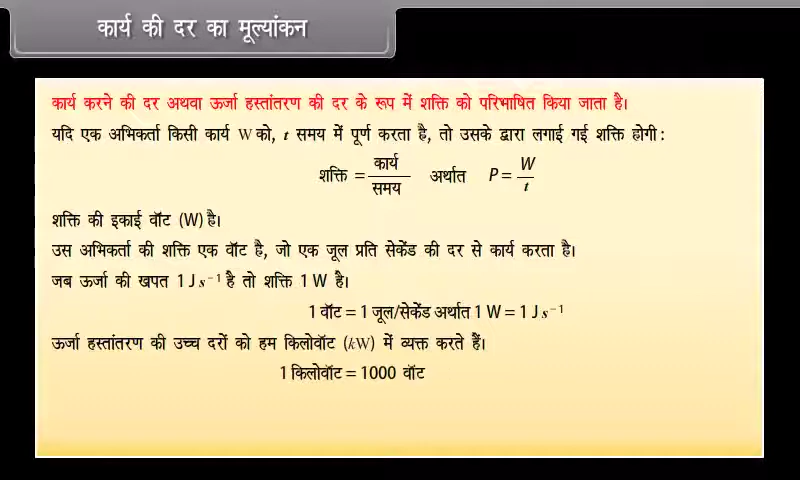 कार्य की दर का मूल्यांकन
कार्य करने की दर अथवा ऊर्जा हस्तांतरण की दर के रूप में शक्ति को परिभाषित किया जाता है।
यदि एक अभिकर्ता किसी कार्य W को, t समय में पूर्ण करता है, तो उसके द्वारा लगाई गई शक्ति होगी :
शक्ति = कार्य/समय अर्थात P = W/t
शक्ति की इकाई वॉट (W) है।
उस अभिकर्ता की शक्ति एक वॉट है, जो एक जूल प्रति सेकेंड की दर से कार्य करता है।
जब ऊर्जा की खपत 1 J s⁻¹ है तो शक्ति 1 W है।
1 वॉट = 1 जूल/सेकेंड अर्थात 1 W = 1 J s⁻¹
ऊर्जा हस्तांतरण की उच्च दरों को हम किलोवॉट (kW) में व्यक्त करते हैं।
1 किलोवॉट = 1000 वॉट